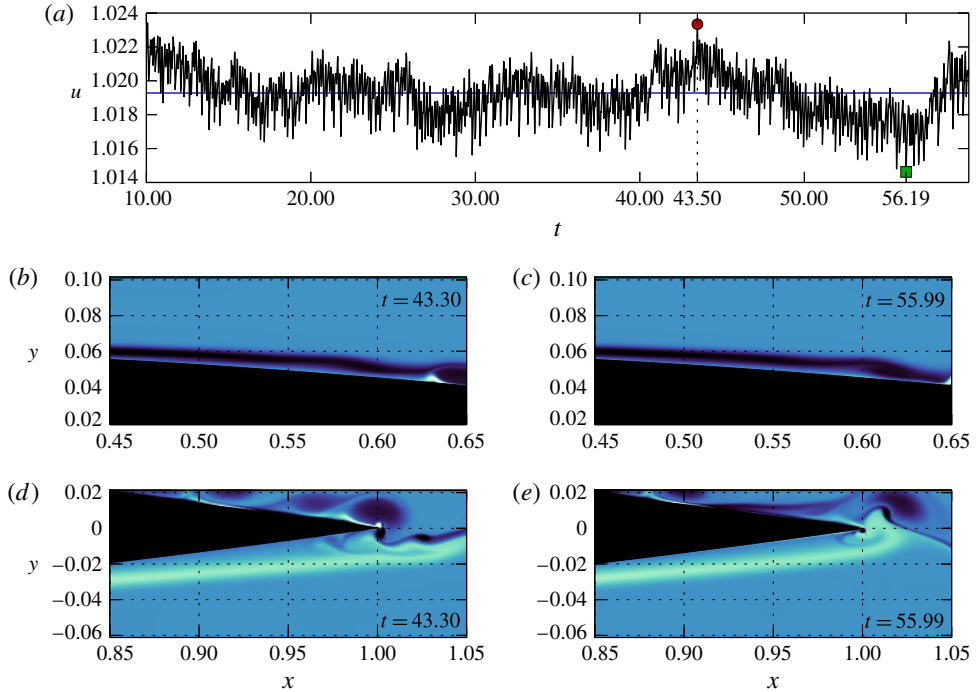 (a)
1.024
1.022
1.020
u
1.018
1.016
1.014
10.00 20.00 30.00 40.00 43.50 50.00 56.19
t
(b)
0.10
0.08
y 0.06
0.04
0.02
t = 43.30
0.45 0.50 0.55 0.60 0.65
(c)
0.10
0.08
0.06
0.04
0.02
t = 55.99
0.45 0.50 0.55 0.60 0.65
(d)
0.02
0
−0.02
y
−0.04
−0.06
t = 43.30
0.85 0.90 0.95 1.00 1.05
x
(e)
0.02
0
−0.02
−0.04
−0.06
t = 55.99
0.85 0.90 0.95 1.00 1.05
x